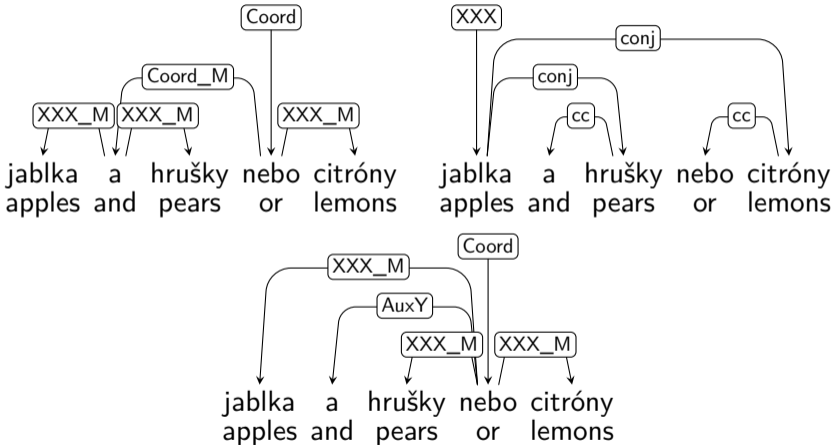 Coord
Coord_M
XXX_M XXX_M XXX_M
jablka a hrušky nebo citróny
apples and pears or lemons
XXX
conj
conj
cc cc
jablka a hrušky nebo citróny
apples and pears or lemons
Coord
XXX_M
AuxY
XXX_M XXX_M
jablka a hrušky nebo citróny
apples and pears or lemons